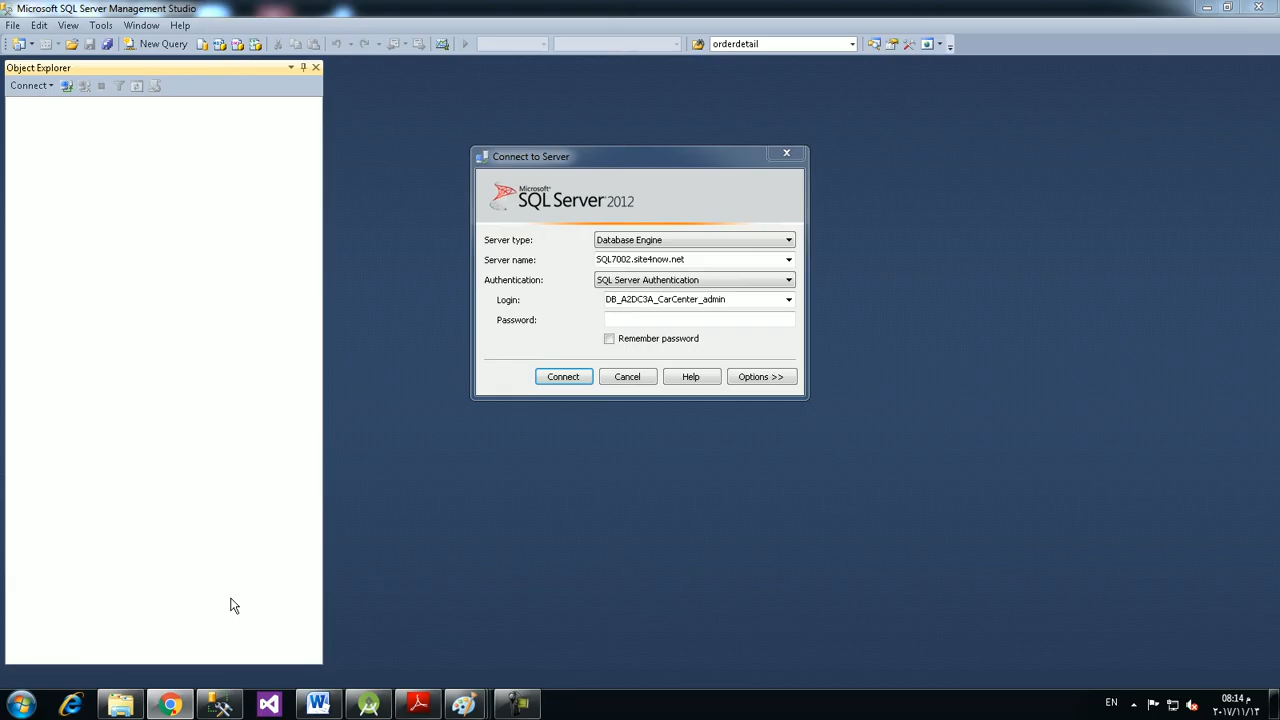 Microsoft SQL Server Management Studio
File Edit View Tools Window Help
New Query
orderdetail
Object Explorer
Connect
Connect to Server
Microsoft®
SQL Server 2012
Server type: Database Engine
Server name: SQL7002.site4now.net
Authentication: SQL Server Authentication
Login: DB_A2DC3A_CarCenter_admin
Password:
Remember password
Connect Cancel Help Options >>
EN
08:14 م
٢٠١٧/١١/١٣